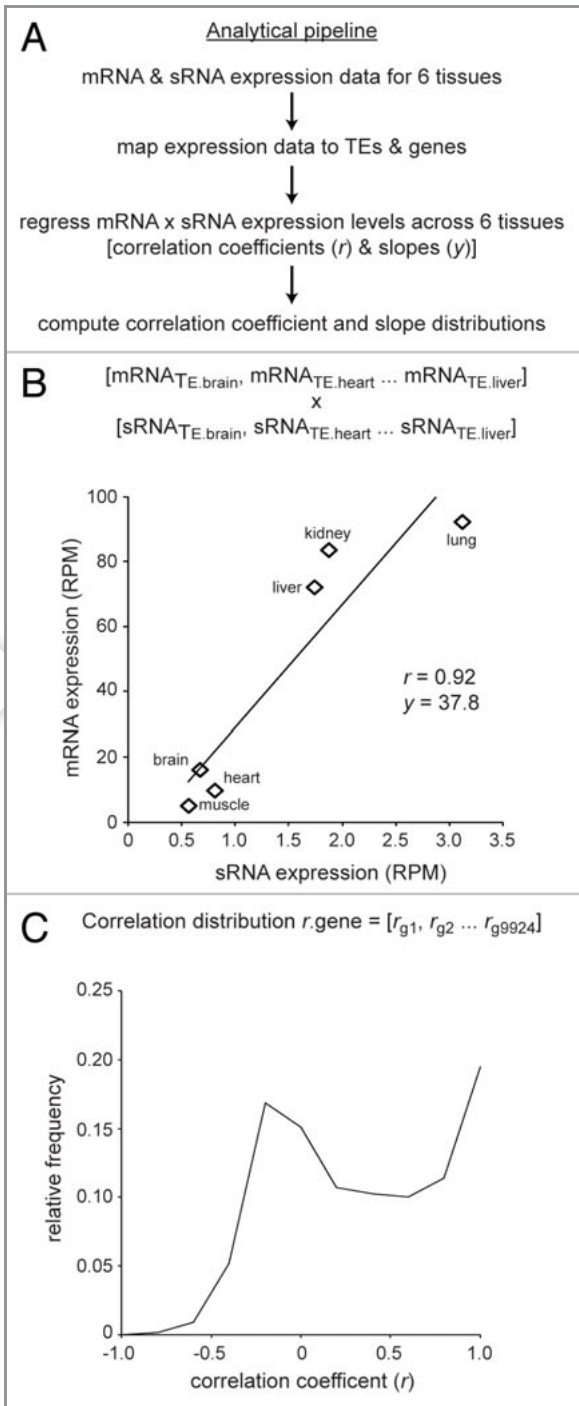 A
Analytical pipeline
mRNA & sRNA expression data for 6 tissues
map expression data to TEs & genes
regress mRNA x sRNA expression levels across 6 tissues
[correlation coefficients (r) & slopes (y)]
compute correlation coefficient and slope distributions
B
[mRNATE.brain, mRNATE.heart ... mRNATE.liver]
x
[sRNATE.brain, sRNATE.heart ... sRNATE.liver]
mRNA expression (RPM)
100
80
60
40
20
0
kidney
lung
liver
r = 0.92
y = 37.8
brain
heart
muscle
0 0.5 1.0 1.5 2.0 2.5 3.0 3.5
sRNA expression (RPM)
C
Correlation distribution r.gene = [rg1, rg2 ... rg9924]
relative frequency
0.25
0.20
0.15
0.10
0.05
0
-1.0 -0.5 0 0.5 1.0
correlation coefficent (r)